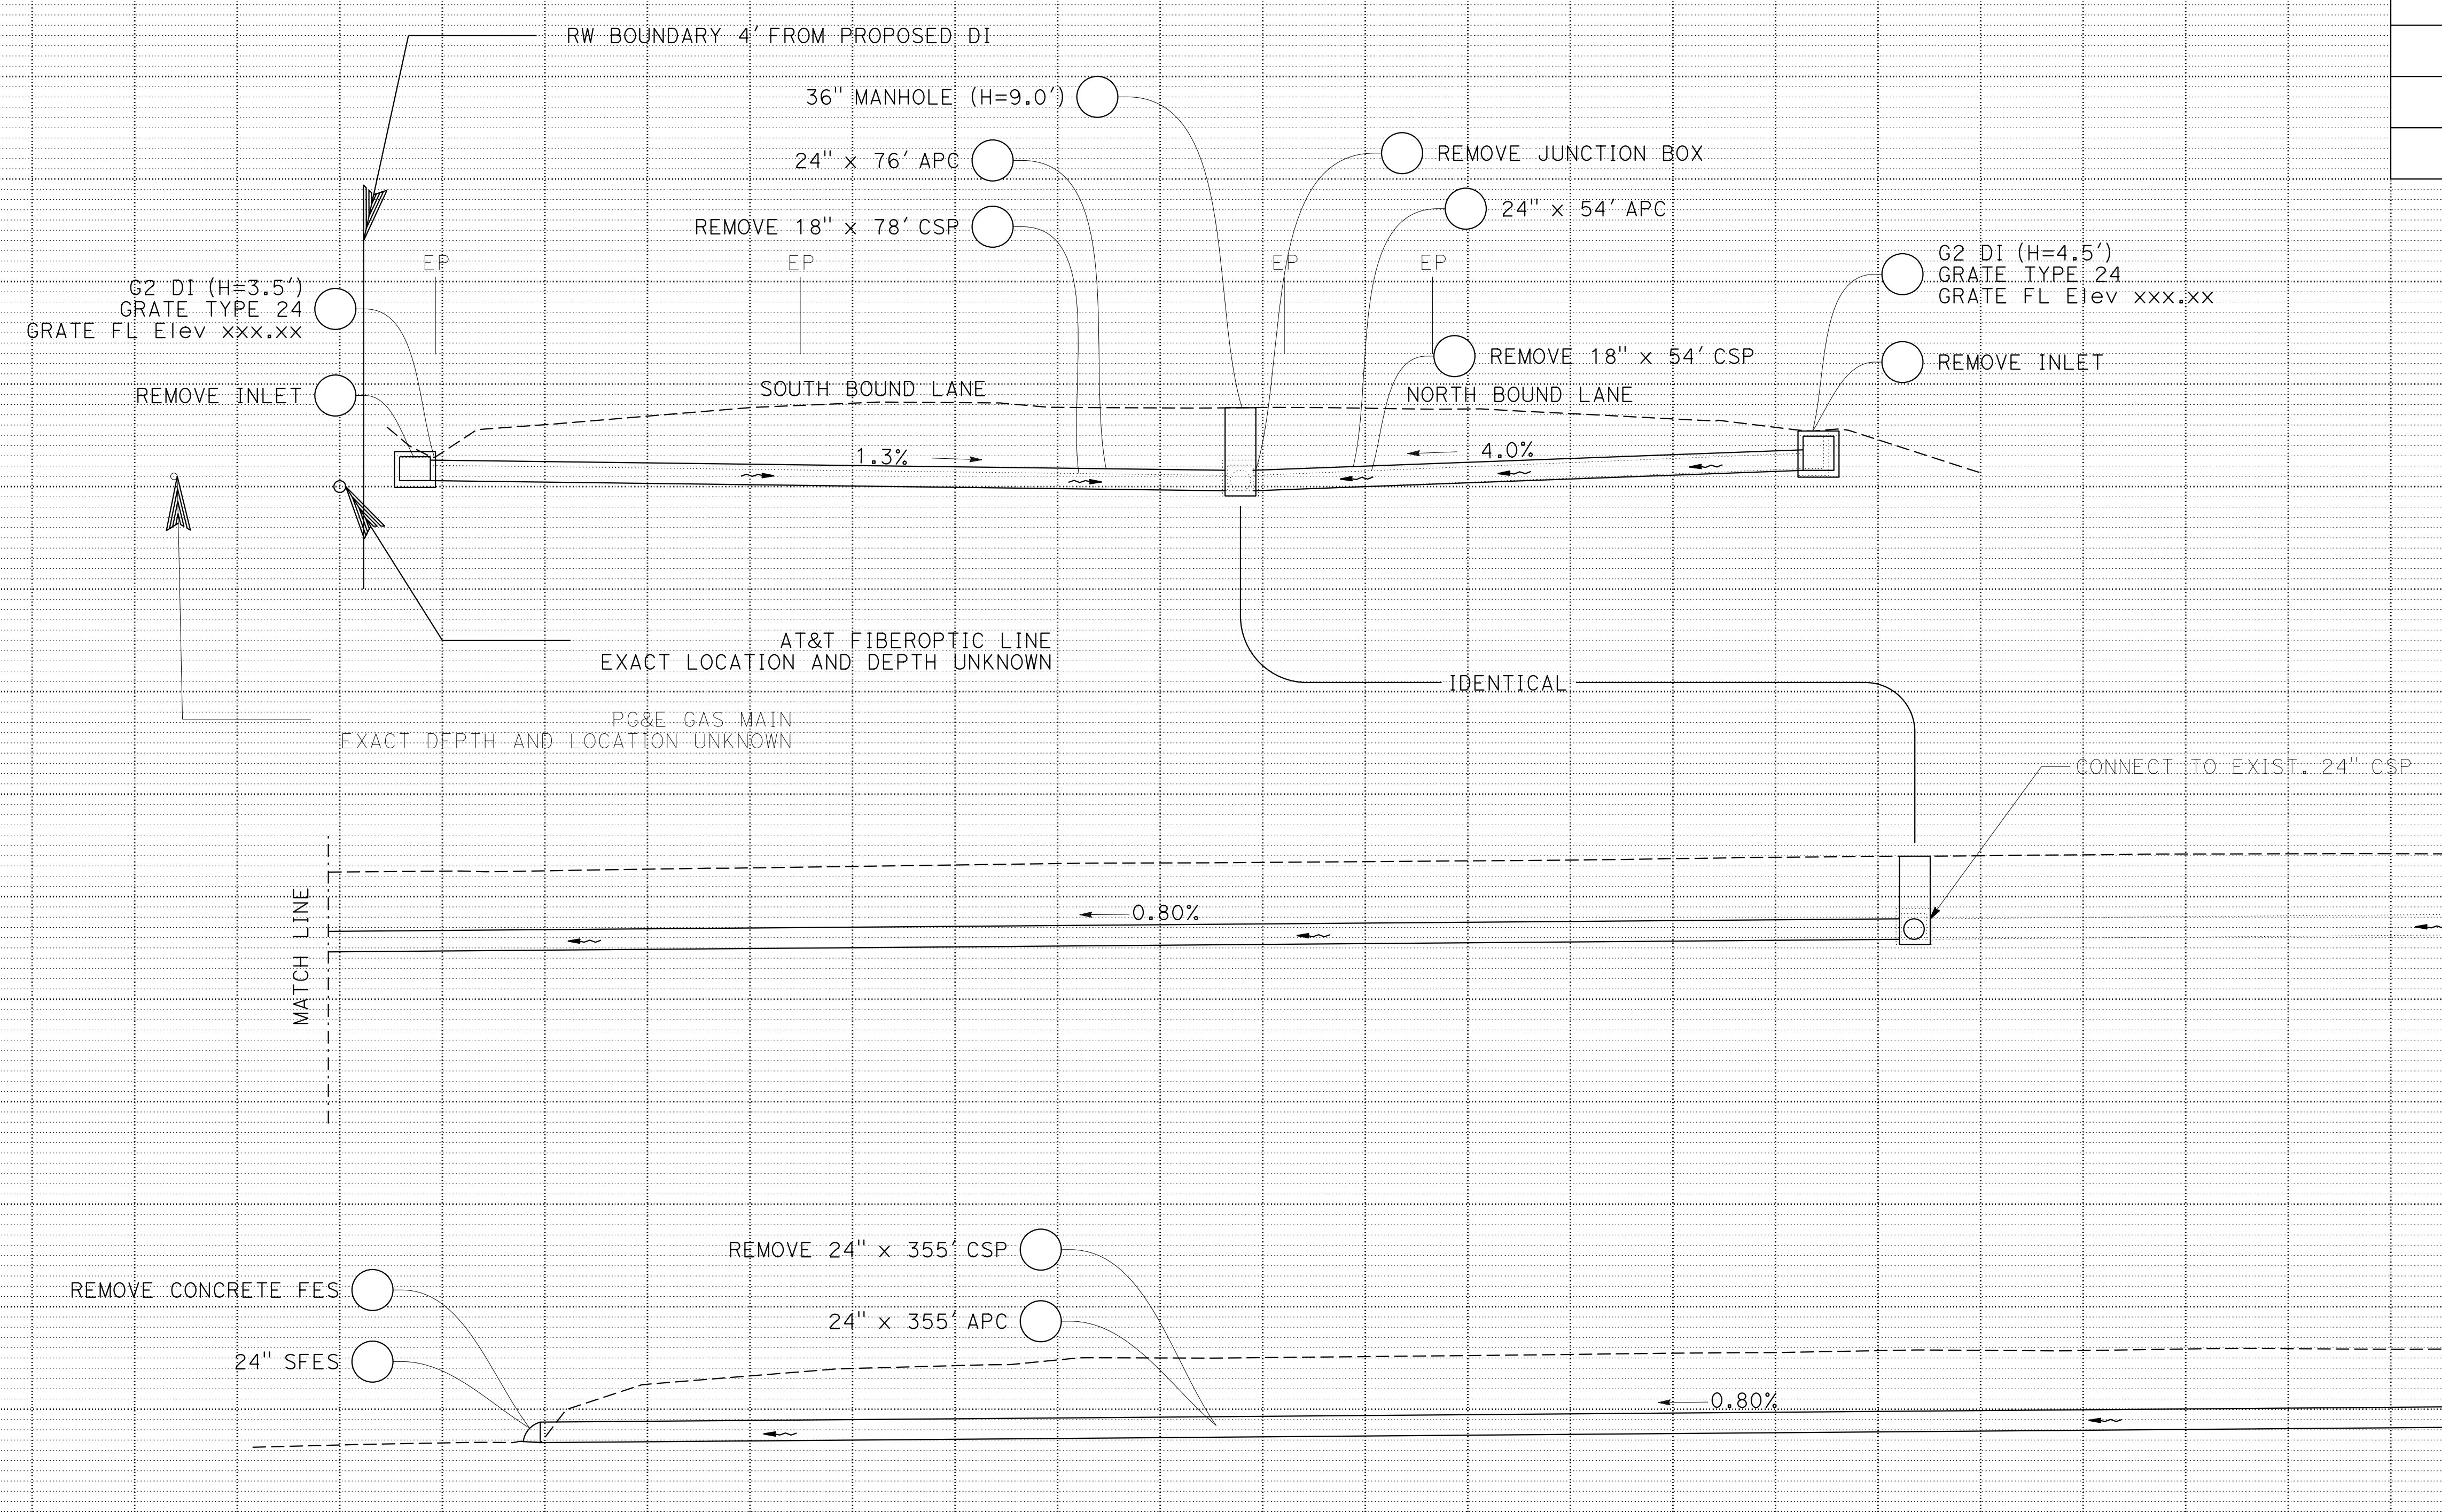 RW BOUNDARY 4' FROM PROPOSED DI
36" MANHOLE (H=9.0')
24" x 76' APC
REMOVE 18" x 78' CSP
REMOVE JUNCTION BOX
24" x 54' APC
EP
EP
EP
EP
G2 DI (H=3.5')
GRATE TYPE 24
GRATE FL Elev xxx.xx
REMOVE INLET
G2 DI (H=4.5')
GRATE TYPE 24
GRATE FL Elev xxx.xx
REMOVE 18" x 54' CSP
REMOVE INLET
SOUTH BOUND LANE
NORTH BOUND LANE
1.3%
4.0%
AT&T FIBEROPTIC LINE
EXACT LOCATION AND DEPTH UNKNOWN
IDENTICAL
PG&E GAS MAIN
EXACT DEPTH AND LOCATION UNKNOWN
CONNECT TO EXIST. 24" CSP
MATCH LINE
0.80%
REMOVE 24" x 355' CSP
REMOVE CONCRETE FES
24" x 355' APC
24" SFES
0.80%